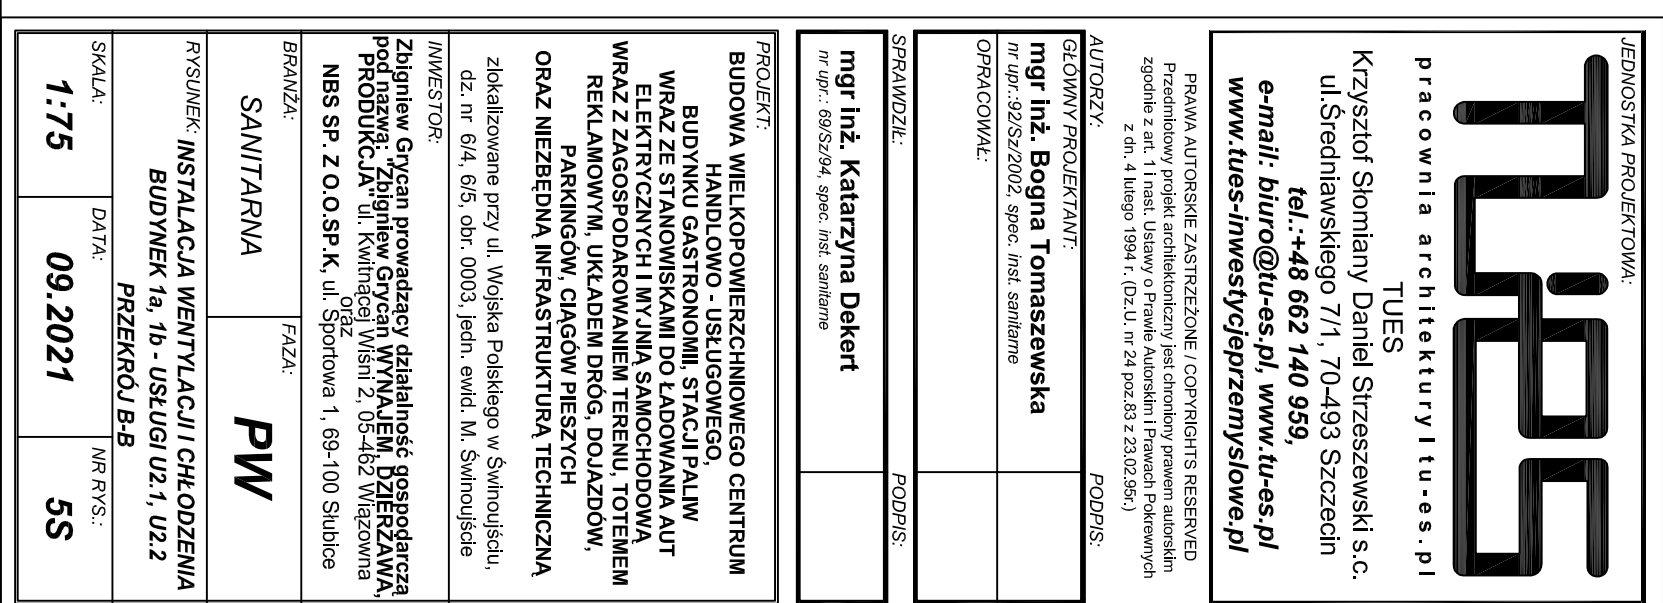 JEDNOSTKA PROJEKTOWA:
tues
pracownia architektury I tu-es.pl
TUES
Krzysztof Słomiany Daniel Strzeszewski s.c.
ul.Średniawskiego 7/1, 70-493 Szczecin
tel.:+48 662 140 959,
e-mail: biuro@tu-es.pl, www.tu-es.pl
www.tues-inwestycjeprzemyslowe.pl
PRAWA AUTORSKIE ZASTRZEŻONE / COPYRIGHTS RESERVED
Przedmiotowy projekt architektoniczny jest chroniony prawem autorskim
zgodnie z art. 1 i nast. Ustawy o Prawie Autorskim i Prawach Pokrewnych
z dn. 4 lutego 1994 r. (Dz.U. nr 24 poz.83 z 23.02.95r.)
AUTORZY: PODPIS:
GŁÓWNY PROJEKTANT:
mgr inż. Bogna Tomaszewska
nr upr.:92/Sz/2002, spec. inst. sanitarne
OPRACOWAŁ:
SPRAWDZIŁ: PODPIS:
mgr inż. Katarzyna Dekert
nr upr.: 69/Sz/94, spec. inst. sanitarne
PROJEKT:
BUDOWA WIELKOPOWIERZCHNIOWEGO CENTRUM
HANDLOWO - USŁUGOWEGO,
BUDYNKU GASTRONOMII, STACJI PALIW
WRAZ ZE STANOWISKAMI DO ŁADOWANIA AUT
ELEKTRYCZNYCH I MYJNIĄ SAMOCHODOWĄ
WRAZ Z ZAGOSPODAROWANIEM TERENU, TOTEMEM
REKLAMOWYM, UKŁADEM DRÓG, DOJAZDÓW,
PARKINGÓW, CIĄGÓW PIESZYCH
ORAZ NIEZBĘDNĄ INFRASTRUKTURĄ TECHNICZNĄ
zlokalizowane przy ul. Wojska Polskiego w Świnoujściu,
dz. nr 6/4, 6/5, obr. 0003, jedn. ewid. M. Świnoujście
INWESTOR:
Zbigniew Grycan prowadzący działalność gospodarczą
pod nazwą: "Zbigniew Grycan WYNAJEM, DZIERŻAWA,
PRODUKCJA" ul. Kwitnącej Wiśni 2, 05-462 Wiązowna
oraz
NBS SP. Z O.O.SP.K, ul. Sportowa 1, 69-100 Słubice
BRANŻA: FAZA:
SANITARNA PW
RYSUNEK: INSTALACJA WENTYLACJI I CHŁODZENIA
BUDYNEK 1a, 1b - USŁUGI U2.1, U2.2
PRZEKRÓJ B-B
SKALA: DATA: NR RYS.:
1:75 09.2021 5S